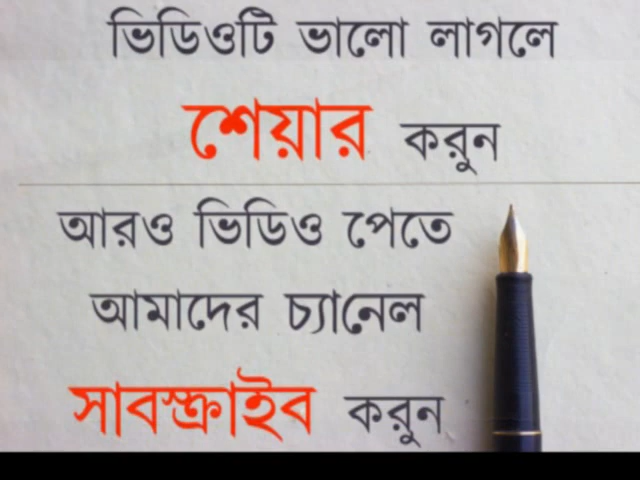 ভিডিওটি ভালো লাগলে
শেয়ার করুন
আরও ভিডিও পেতে
আমাদের চ্যানেল
সাবস্ক্রাইব করুন